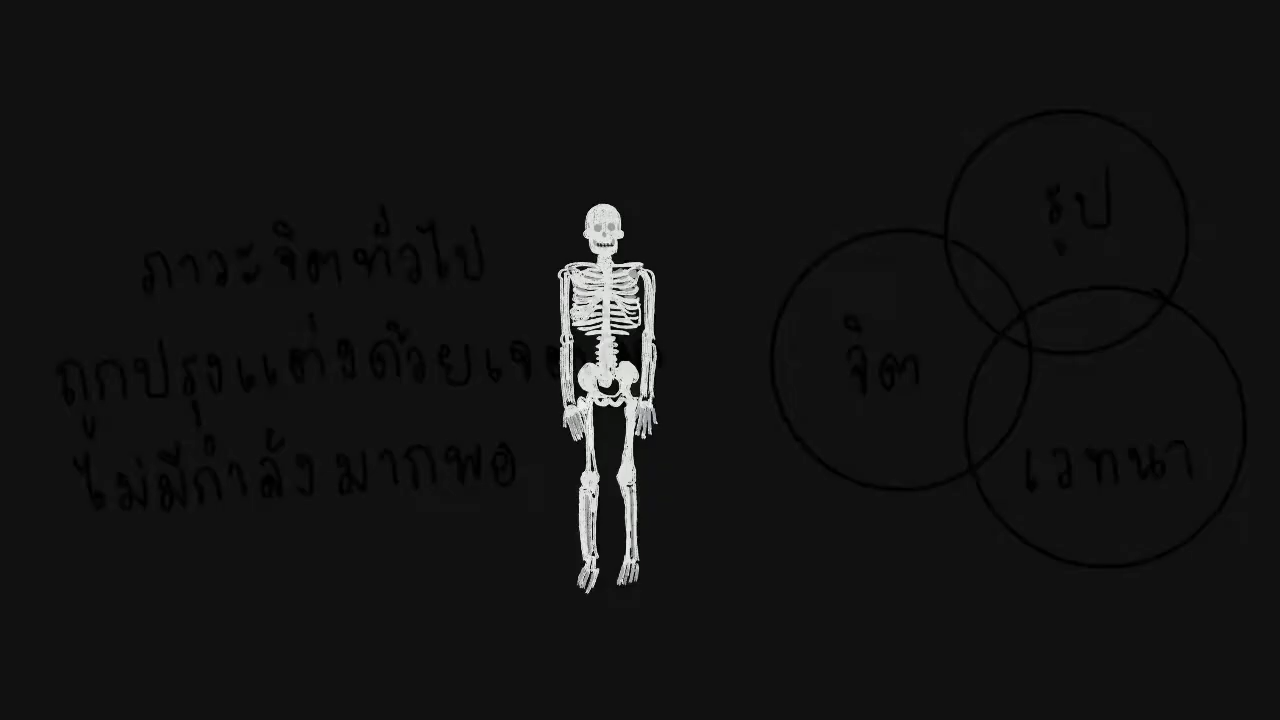 ภาวะจิตทั่วไป
ถูกปรุงแต่งด้วย
ไม่มีกำลังมากพอ
รูป
จิต
เวทนา